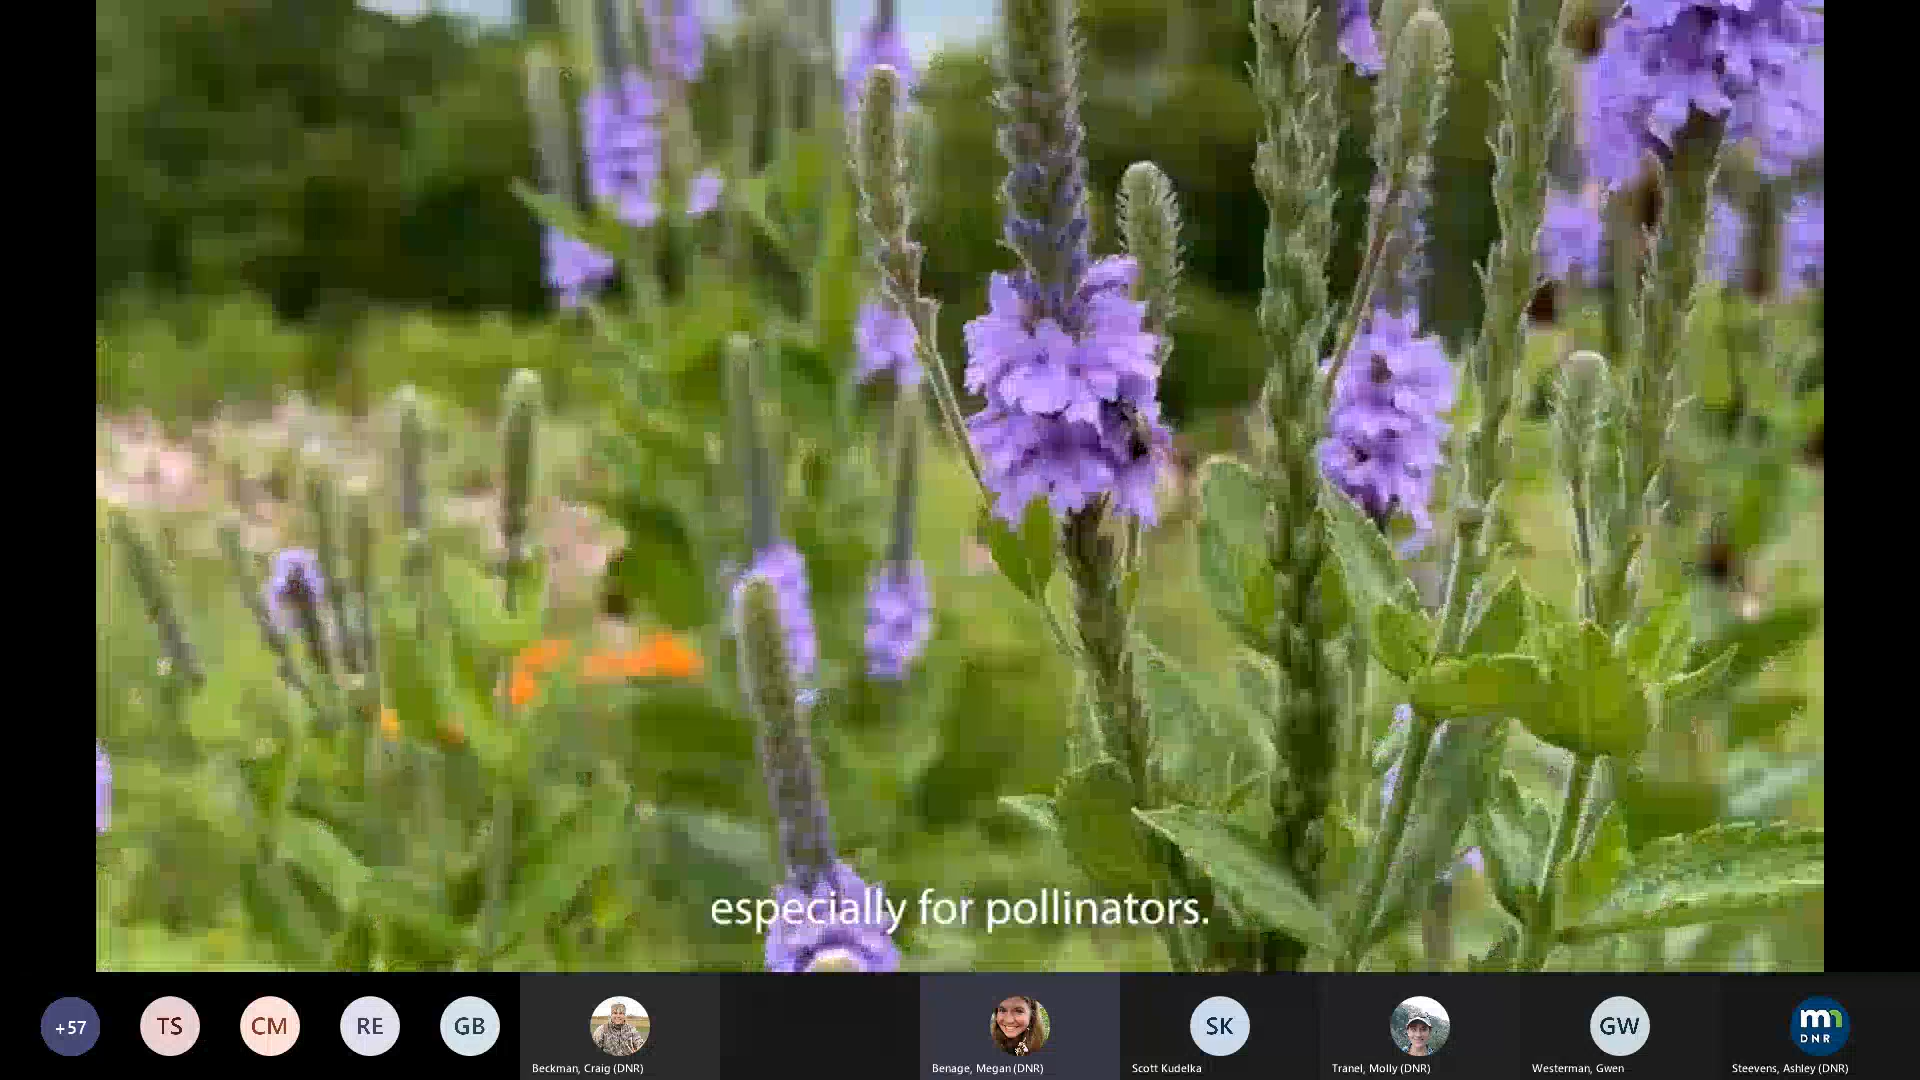 especially for pollinators.
+57
TS
CM
RE
GB
SK
GW
mn
DNR
Beckman, Craig (DNR)
Benage, Megan (DNR)
Scott Kudelka
Tranel, Molly (DNR)
Westerman, Gwen
Steevens, Ashley (DNR)